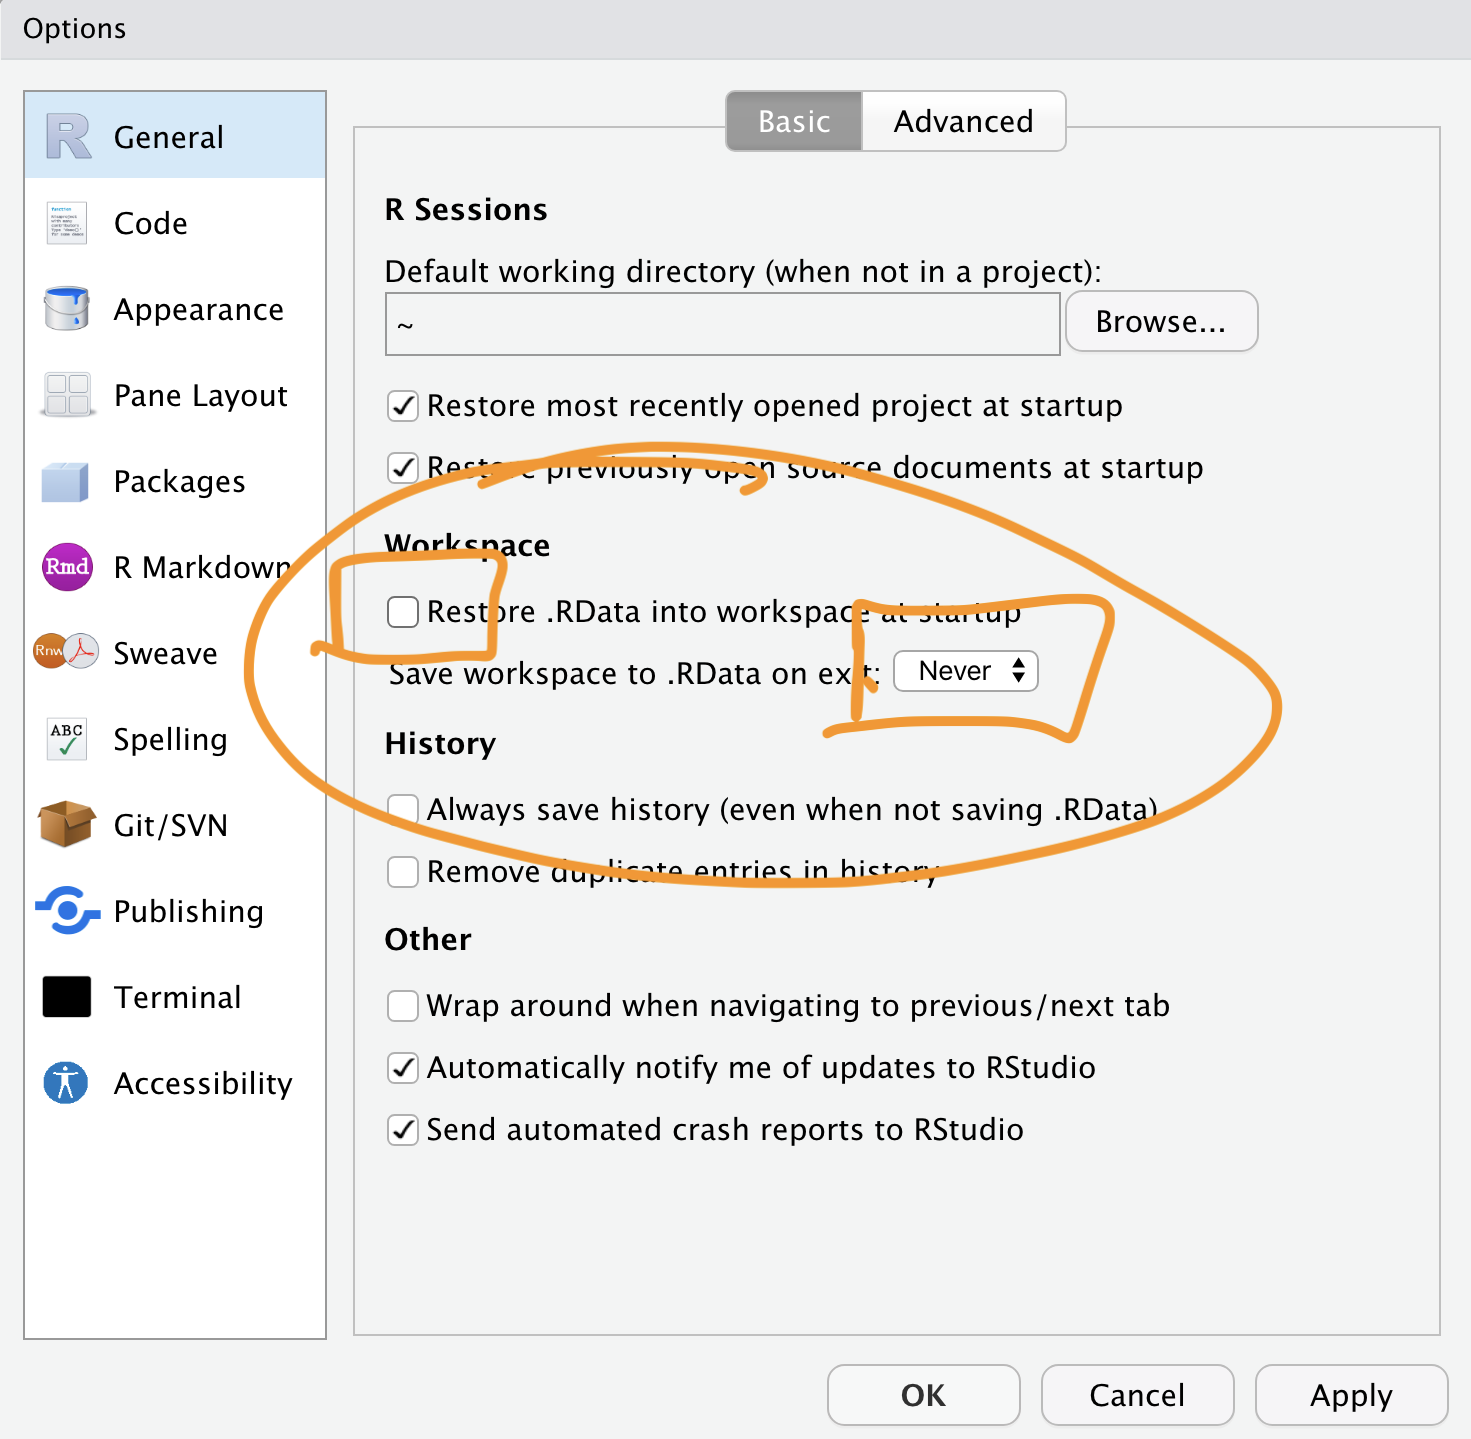 Options
General
Code
Appearance
Pane Layout
Packages
Rmd
R Markdown
Rnw
Sweave
ABC
Spelling
Git/SVN
Publishing
Terminal
Accessibility
Basic
Advanced
R Sessions
Default working directory (when not in a project):
~
Browse...
Restore most recently opened project at startup
Restore previously open source documents at startup
Workspace
Restore .RData into workspace at startup
Save workspace to .RData on exit: Never
History
Always save history (even when not saving .RData)
Remove duplicate entries in history
Other
Wrap around when navigating to previous/next tab
Automatically notify me of updates to RStudio
Send automated crash reports to RStudio
OK
Cancel
Apply